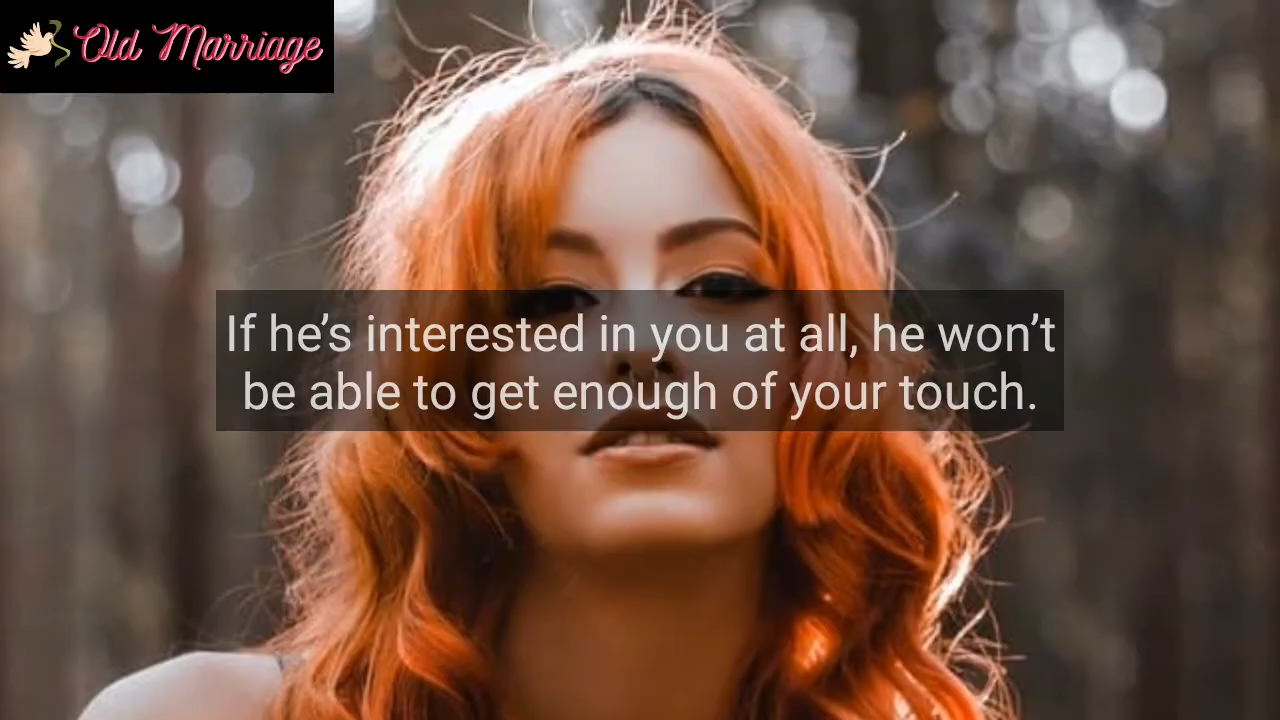 Old Marriage
If he’s interested in you at all, he won’t
be able to get enough of your touch.